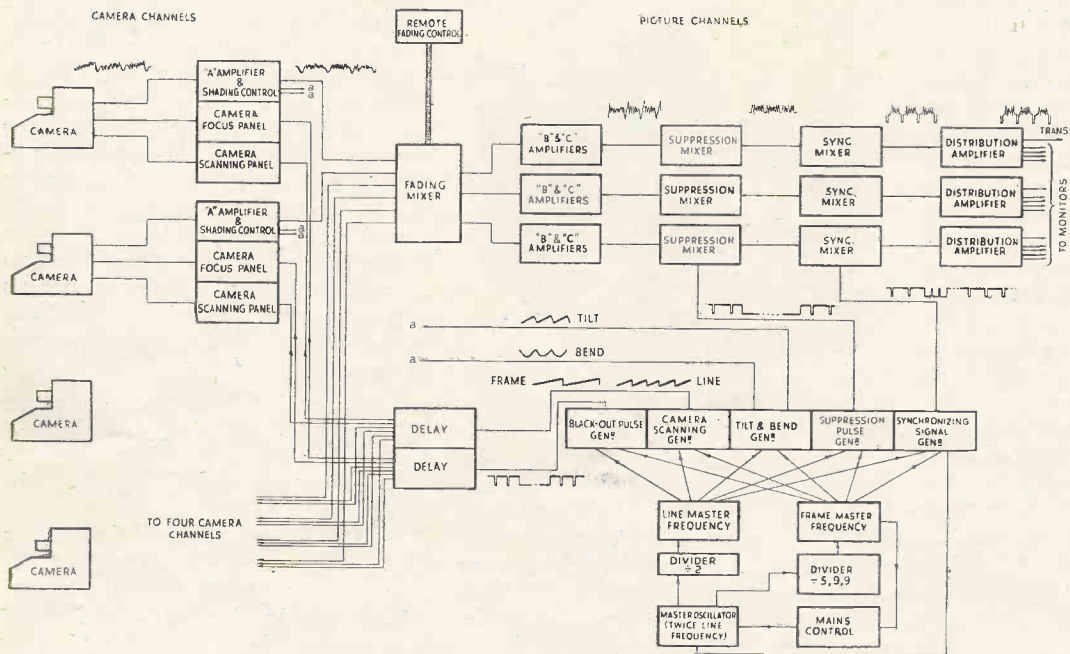 CAMERA CHANNELS
PICTURE CHANNELS
REMOTE
FADING CONTROL
"A" AMPLIFIER
&
SHADING CONTROL
a
a
CAMERA
CAMERA
FOCUS PANEL
CAMERA
SCANNING PANEL
"A" AMPLIFIER
&
SHADING CONTROL
a
a
CAMERA
CAMERA
FOCUS PANEL
CAMERA
SCANNING PANEL
CAMERA
CAMERA
TO FOUR CAMERA
CHANNELS
FADING
MIXER
"B" & "C"
AMPLIFIERS
SUPPRESSION
MIXER
SYNC
MIXER
DISTRIBUTION
AMPLIFIER
TRANS
"B" & "C"
AMPLIFIERS
SUPPRESSION
MIXER
SYNC.
MIXER
DISTRIBUTION
AMPLIFIER
"B" & "C"
AMPLIFIERS
SUPPRESSION
MIXER
SYNC.
MIXER
DISTRIBUTION
AMPLIFIER
TO MONITORS
a
TILT
a
BEND
FRAME
LINE
DELAY
DELAY
BLACK-OUT PULSE
GENR
CAMERA
SCANNING
GENR
TILT & BEND
GENR
SUPPRESSION
PULSE
GENR
SYNCHRONIZING
SIGNAL
GENR
LINE MASTER
FREQUENCY
FRAME MASTER
FREQUENCY
DIVIDER
÷2
DIVIDER
÷5,9,9
MASTER OSCILLATOR
(TWICE LINE
FREQUENCY)
MAINS
CONTROL